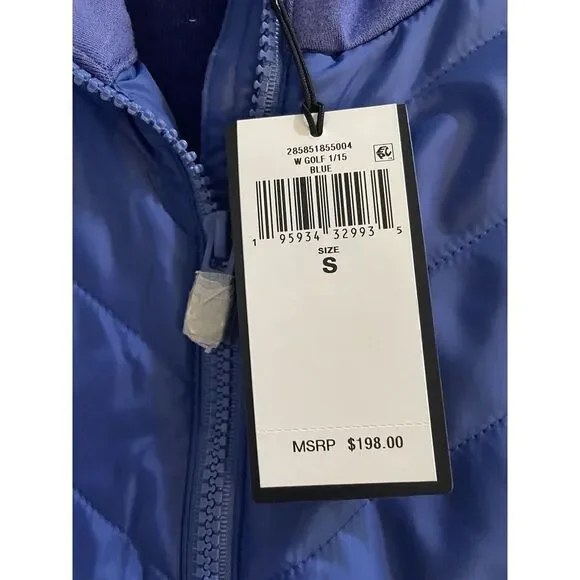 285851855004
W GOLF 1/15
BLUE
1 95934 32993 5
SIZE
S
MSRP $198.00